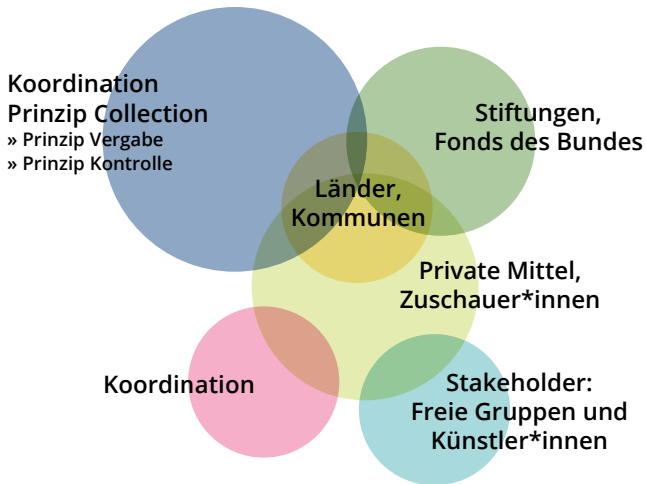 Koordination
Prinzip Collection
» Prinzip Vergabe
» Prinzip Kontrolle
Stiftungen,
Fonds des Bundes
Länder,
Kommunen
Private Mittel,
Zuschauer*innen
Koordination
Stakeholder:
Freie Gruppen und
Künstler*innen